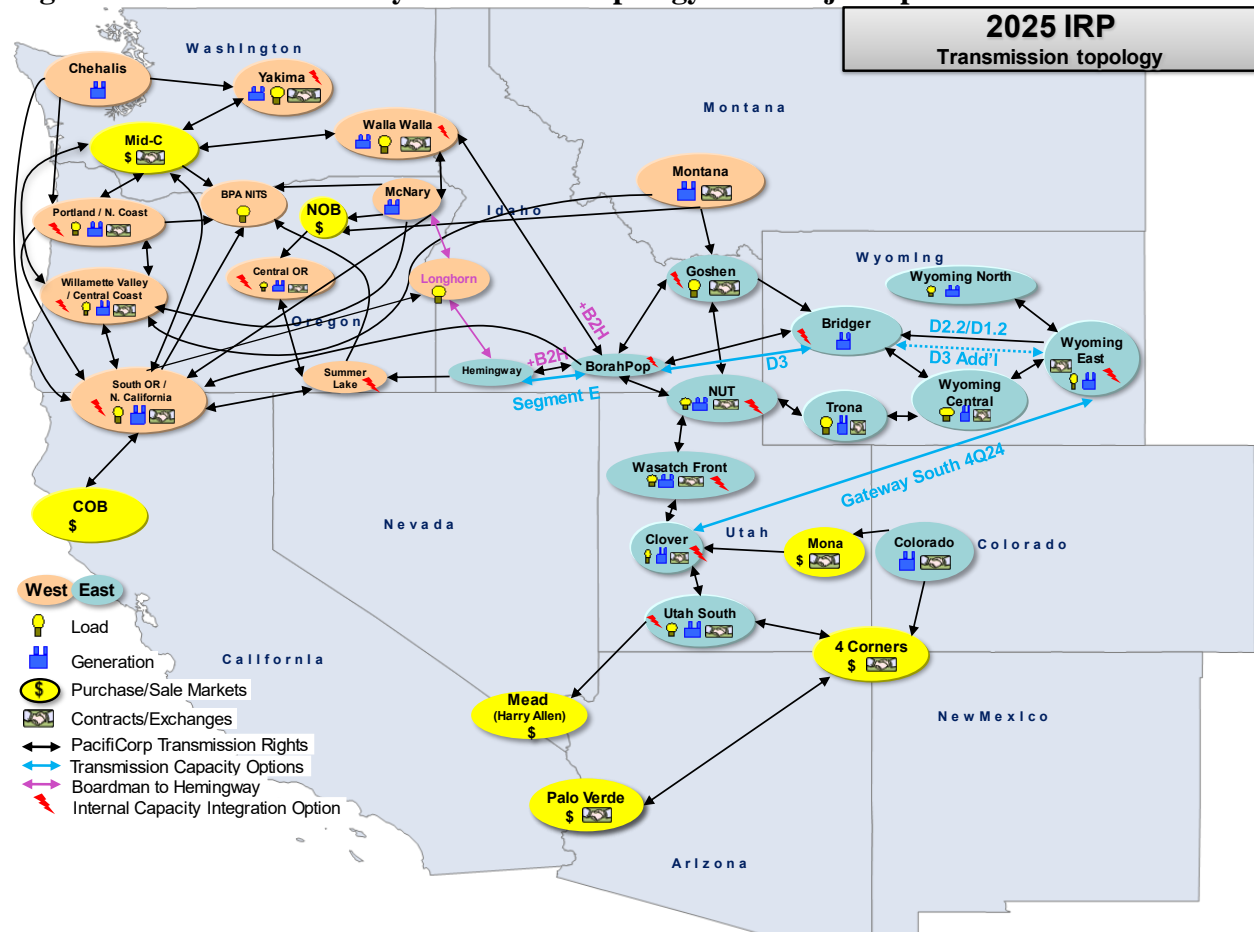 2025 IRP
Transmission topology
Washington
Montana
Idaho
Oregon
Wyoming
Nevada
Utah
Colorado
California
New Mexico
Arizona
Chehalis
Yakima
Mid-C
$
Walla Walla
BPA NITS
McNary
NOB
$
Montana
Portland / N. Coast
Central OR
Longhorn
Goshen
Wyoming North
Willamette Valley
/ Central Coast
Bridger
D2.2/D1.2
D3 Add'l
Wyoming
East
+B2H
+B2H
D3
Segment E
South OR /
N. California
Summer
Lake
Hemingway
BorahPop
NUT
Trona
Wyoming
Central
Wasatch Front
Gateway South 4Q24
COB
$
Clover
Mona
$
Colorado
Utah South
4 Corners
$
Mead
(Harry Allen)
$
Palo Verde
$
West
East
Load
Generation
$
Purchase/Sale Markets
Contracts/Exchanges
PacifiCorp Transmission Rights
Transmission Capacity Options
Boardman to Hemingway
Internal Capacity Integration Option